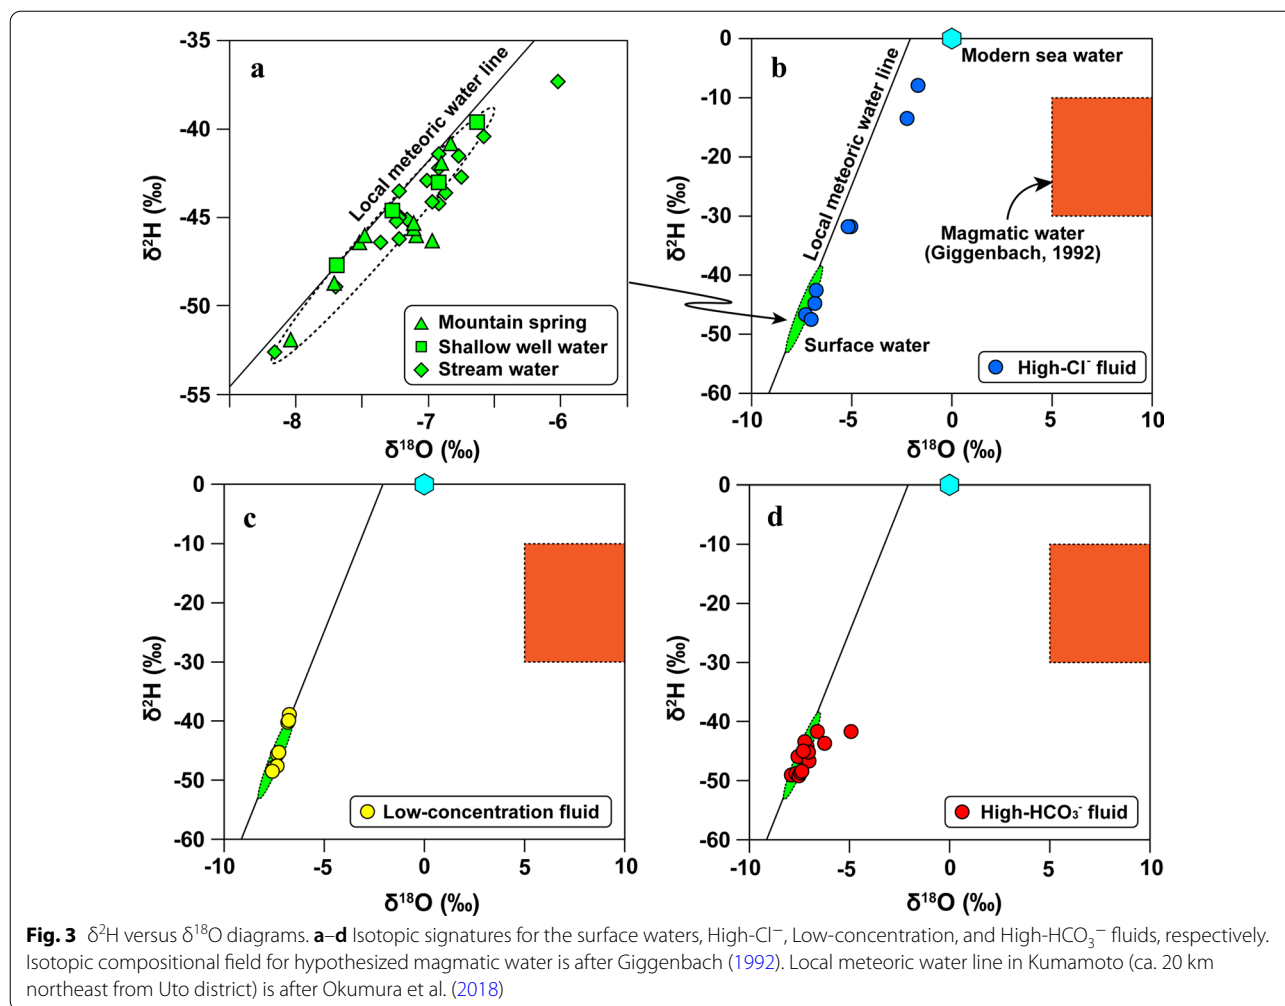 a
Local meteoric water line
-35
-40
-45
-50
-55
δ²H (‰)
-8
-7
-6
δ¹⁸O (‰)
Mountain spring
Shallow well water
Stream water
b
Local meteoric water line
Modern sea water
Magmatic water
(Giggenbach, 1992)
Surface water
High-Cl⁻ fluid
0
-10
-20
-30
-40
-50
-60
δ²H (‰)
-10
-5
0
5
10
δ¹⁸O (‰)
c
0
-10
-20
-30
-40
-50
-60
δ²H (‰)
Low-concentration fluid
-10
-5
0
5
10
δ¹⁸O (‰)
d
0
-10
-20
-30
-40
-50
-60
δ²H (‰)
High-HCO₃⁻ fluid
-10
-5
0
5
10
δ¹⁸O (‰)
Fig. 3 δ²H versus δ¹⁸O diagrams. a–d Isotopic signatures for the surface waters, High-Cl⁻, Low-concentration, and High-HCO₃⁻ fluids, respectively.
Isotopic compositional field for hypothesized magmatic water is after Giggenbach (1992). Local meteoric water line in Kumamoto (ca. 20 km
northeast from Uto district) is after Okumura et al. (2018)